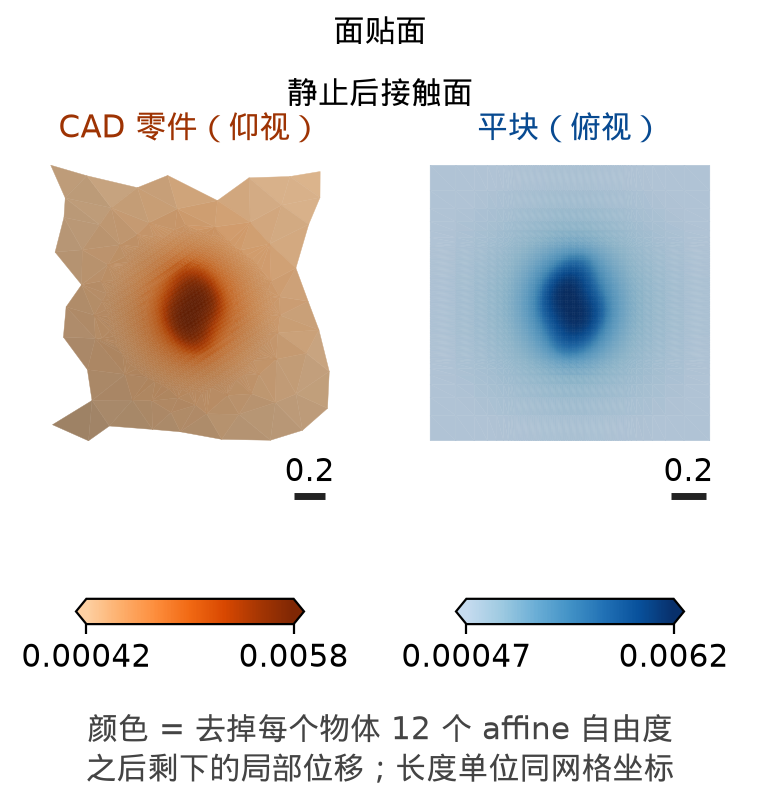 面贴面
静止后接触面
CAD 零件（仰视） 平块（俯视）
0.2 0.2
0.00042 0.0058 0.00047 0.0062
颜色 = 去掉每个物体 12 个 affine 自由度
之后剩下的局部位移；长度单位同网格坐标